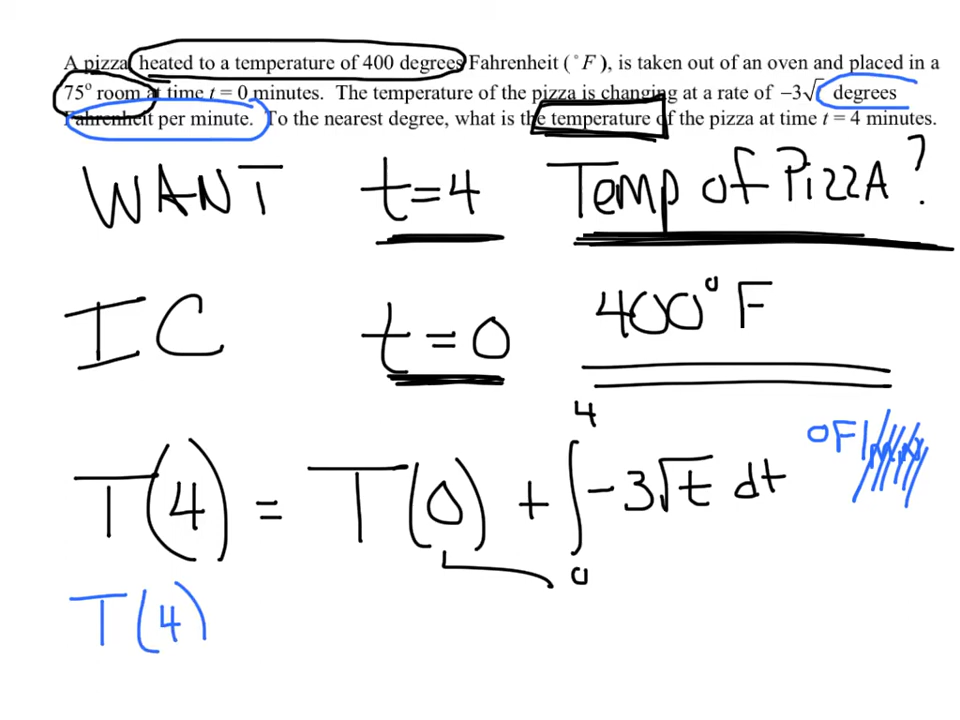 A pizza, heated to a temperature of 400 degrees Fahrenheit (°F), is taken out of an oven and placed in a
75° room at time t = 0 minutes. The temperature of the pizza is changing at a rate of −3√ degrees
Fahrenheit per minute. To the nearest degree, what is the temperature of the pizza at time t = 4 minutes.
WANT t=4 Temp of PizzA?
IC t=0 400°F
T(4) = T(0) + ∫₀⁴ −3√t dt °F/
T(4)